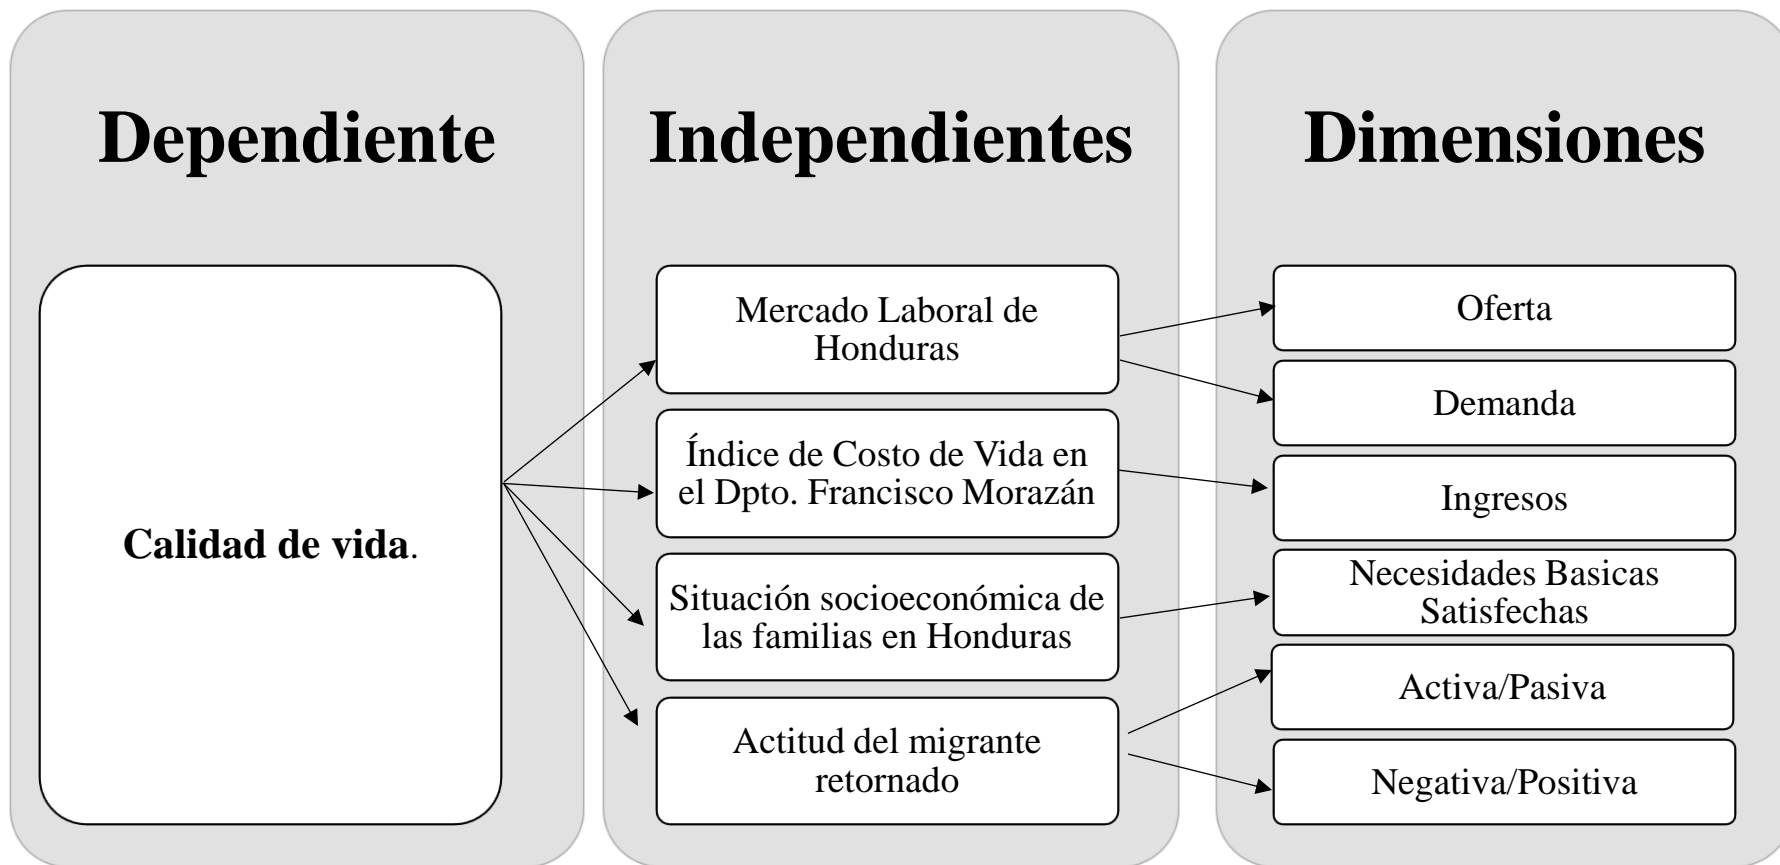 Dependiente
Calidad de vida.
Independientes
Mercado Laboral de
Honduras
Índice de Costo de Vida en
el Dpto. Francisco Morazán
Situación socioeconómica de
las familias en Honduras
Actitud del migrante
retornado
Dimensiones
Oferta
Demanda
Ingresos
Necesidades Basicas
Satisfechas
Activa/Pasiva
Negativa/Positiva